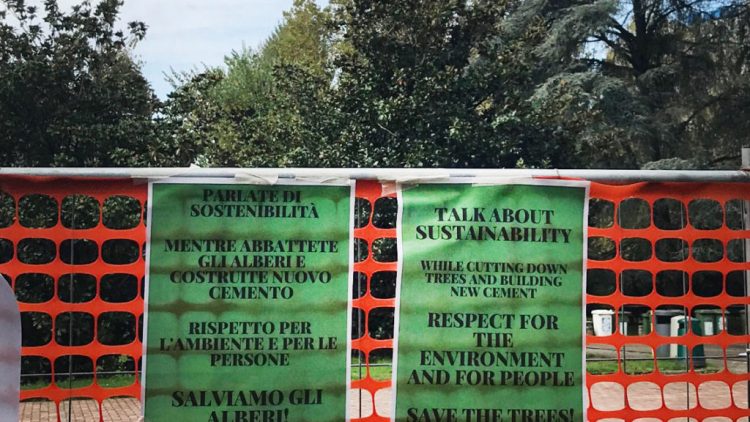 PARLATE DI
SOSTENIBILITÀ
MENTRE ABBATTETE
GLI ALBERI E
COSTRUITE NUOVO
CEMENTO
RISPETTO PER
L'AMBIENTE E PER LE
PERSONE
SALVIAMO GLI
ALBERI!
TALK ABOUT
SUSTAINABILITY
WHILE CUTTING DOWN
TREES AND BUILDING
NEW CEMENT
RESPECT FOR
THE
ENVIRONMENT
AND FOR PEOPLE
SAVE THE TREES!